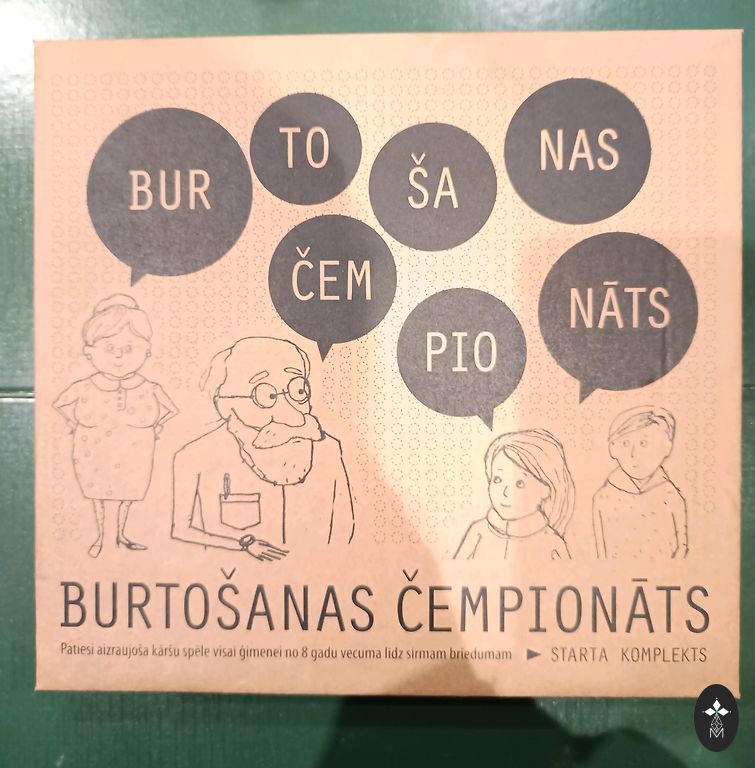 BUR
TO
ŠA
NAS
ČEM
PIO
NĀTS
BURTOŠANAS ČEMPIONĀTS
Patiesi aizraujoša kāršu spēle visai ģimenei no 8 gadu vecuma līdz sirmam briedumam ► STARTA KOMPLEKTS